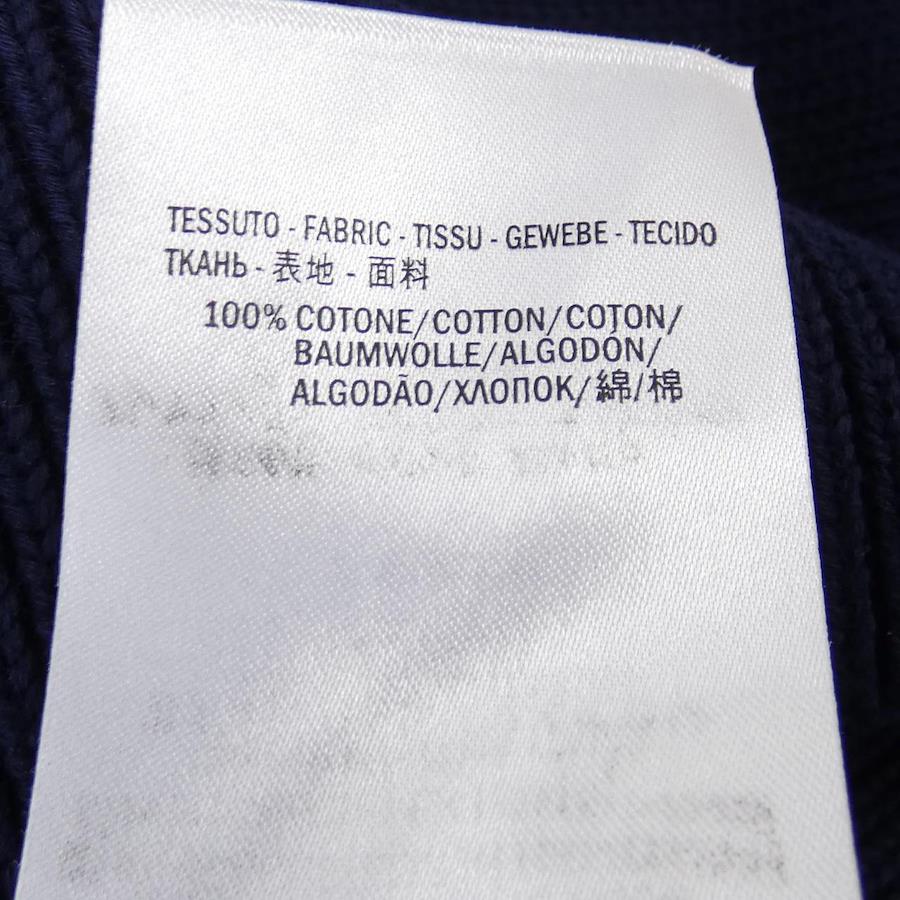 TESSUTO - FABRIC - TISSU - GEWEBE - TECIDO
ТКАНЬ - 表地 - 面料
100% COTONE/COTTON/COTON/
BAUMWOLLE/ALGODÓN/
ALGODÃO/ХЛОПОК/綿/棉